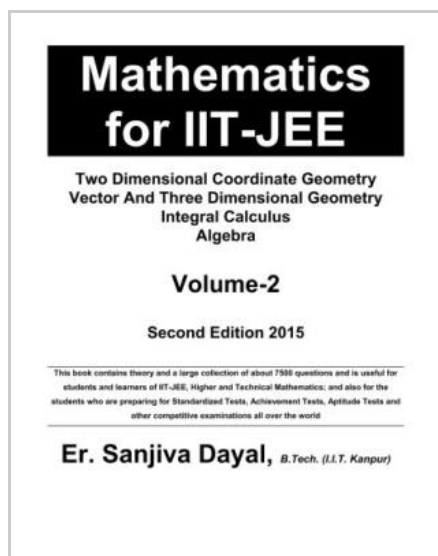 Mathematics
for IIT-JEE
Two Dimensional Coordinate Geometry
Vector And Three Dimensional Geometry
Integral Calculus
Algebra
Volume-2
Second Edition 2015
This book contains theory and a large collection of about 7500 questions and is useful for
students and learners of IIT-JEE, Higher and Technical Mathematics; and also for the
students who are preparing for Standardized Tests, Achievement Tests, Aptitude Tests and
other competitive examinations all over the world
Er. Sanjiva Dayal, B.Tech. (I.I.T. Kanpur)